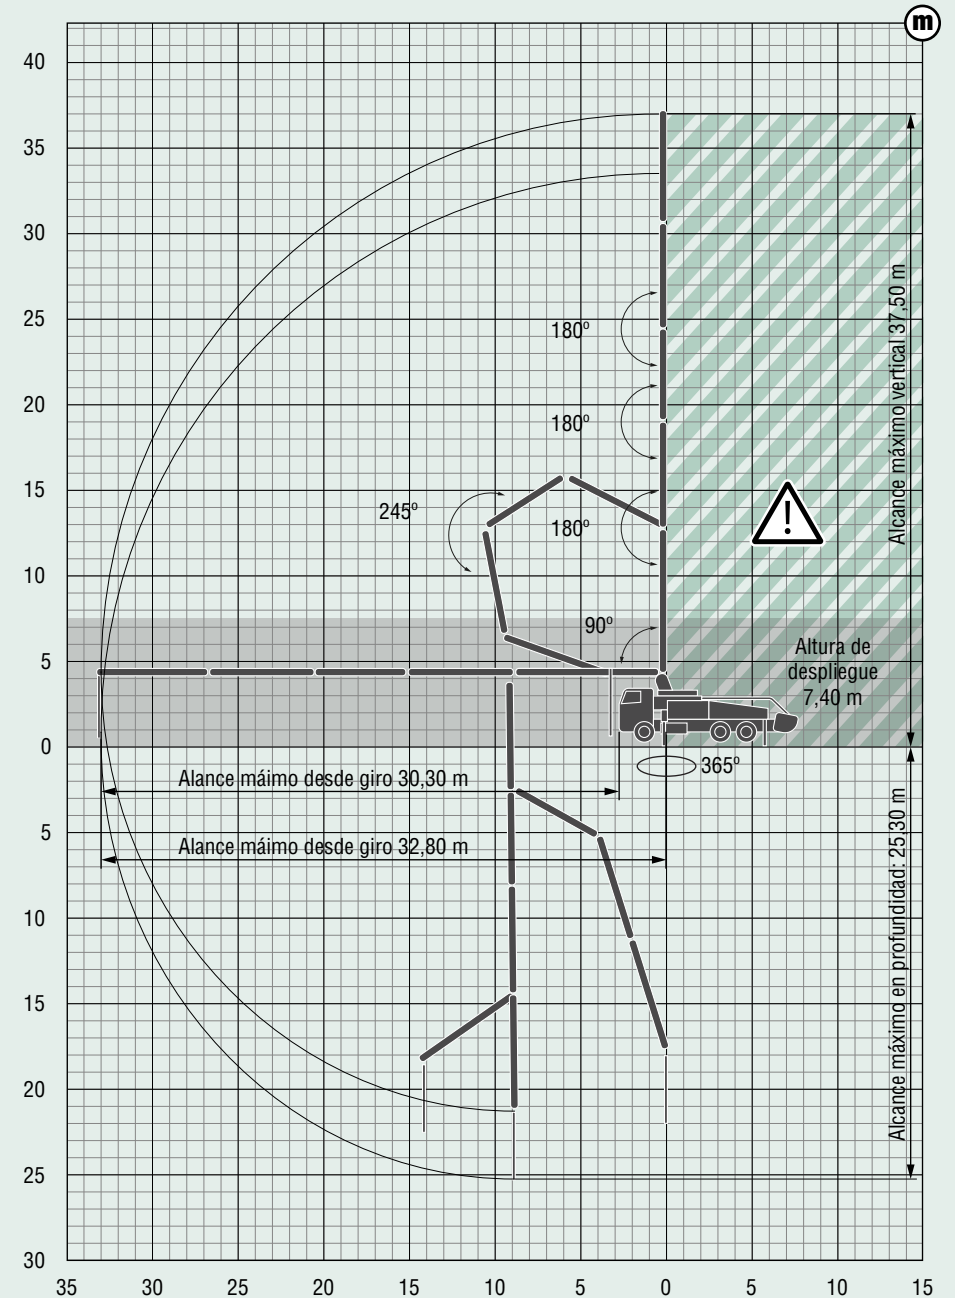 m
40
35
30
25
20
15
10
5
0
5
10
15
20
25
30
35
30
25
20
15
10
5
0
5
10
15
180º
180º
245º
180º
90º
Alcance máximo vertical 37,50 m
!
Altura de
despliegue
7,40 m
365º
Alance máimo desde giro 30,30 m
Alance máimo desde giro 32,80 m
Alcance máximo en profundidad: 25,30 m